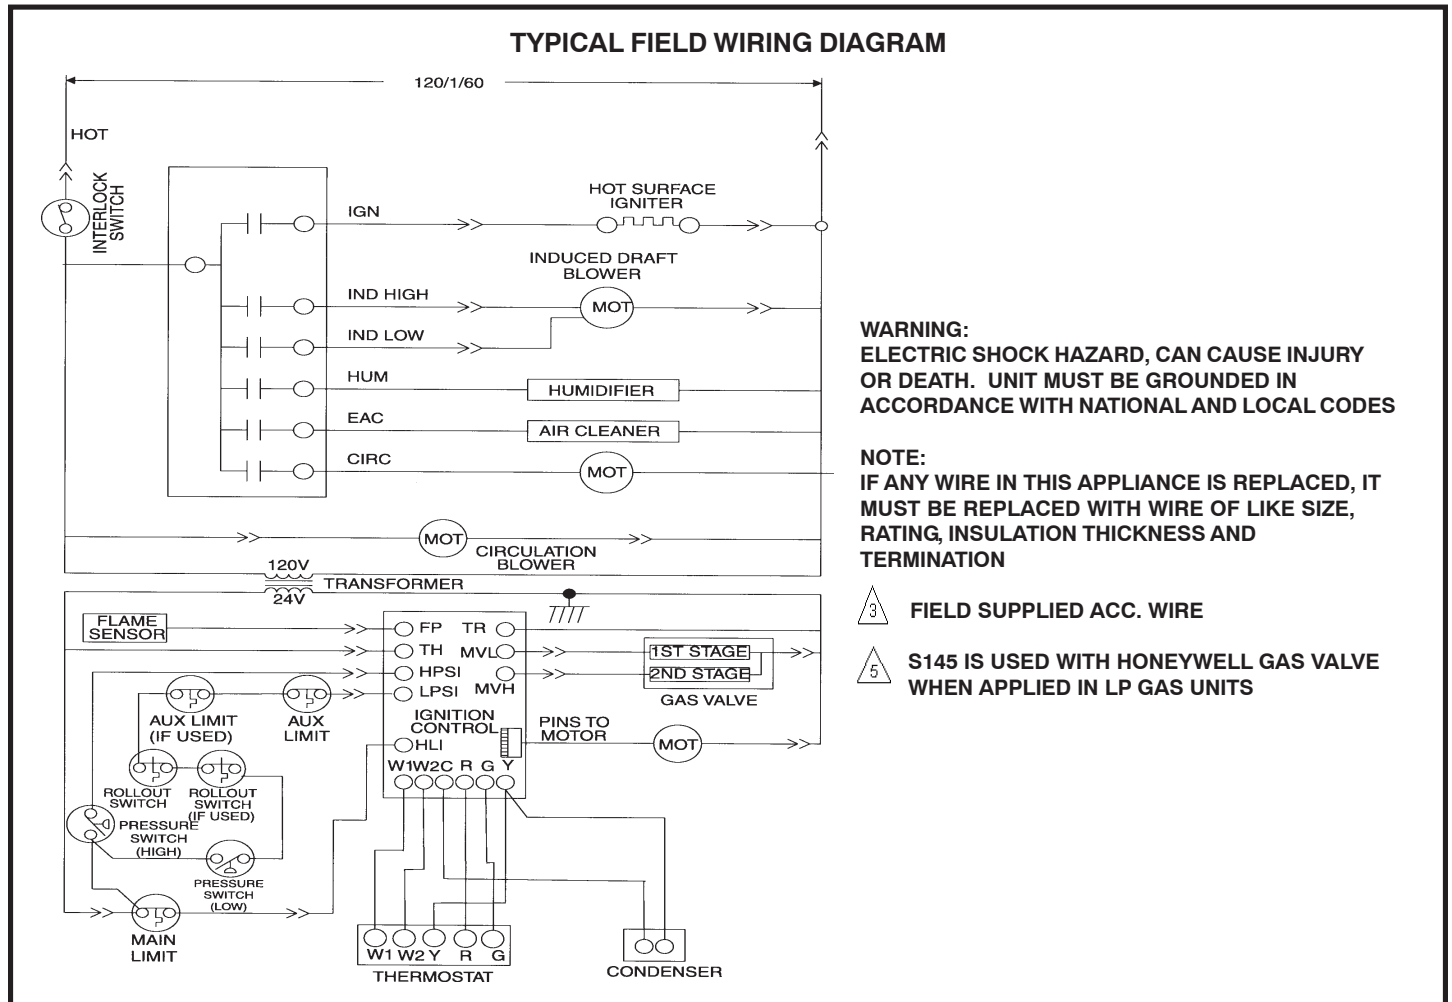 TYPICAL FIELD WIRING DIAGRAM
120/1/60
HOT
INTERLOCK
SWITCH
IGN
HOT SURFACE
IGNITER
INDUCED DRAFT
BLOWER
IND HIGH
MOT
IND LOW
HUM
HUMIDIFIER
EAC
AIR CLEANER
CIRC
MOT
MOT
CIRCULATION
BLOWER
120V
TRANSFORMER
24V
WARNING:
ELECTRIC SHOCK HAZARD, CAN CAUSE INJURY
OR DEATH. UNIT MUST BE GROUNDED IN
ACCORDANCE WITH NATIONAL AND LOCAL CODES
NOTE:
IF ANY WIRE IN THIS APPLIANCE IS REPLACED, IT
MUST BE REPLACED WITH WIRE OF LIKE SIZE,
RATING, INSULATION THICKNESS AND
TERMINATION
3 FIELD SUPPLIED ACC. WIRE
5 S145 IS USED WITH HONEYWELL GAS VALVE
WHEN APPLIED IN LP GAS UNITS
FLAME
SENSOR
FP TR
TH MVL
HPSI
LPSI MVH
1ST STAGE
2ND STAGE
GAS VALVE
IGNITION
CONTROL
HLI
PINS TO
MOTOR
MOT
W1 W2 C R G Y
AUX LIMIT
(IF USED)
AUX
LIMIT
ROLLOUT
SWITCH
ROLLOUT
SWITCH
(IF USED)
PRESSURE
SWITCH
(HIGH)
PRESSURE
SWITCH
(LOW)
MAIN
LIMIT
W1 W2 Y R G
THERMOSTAT
CONDENSER